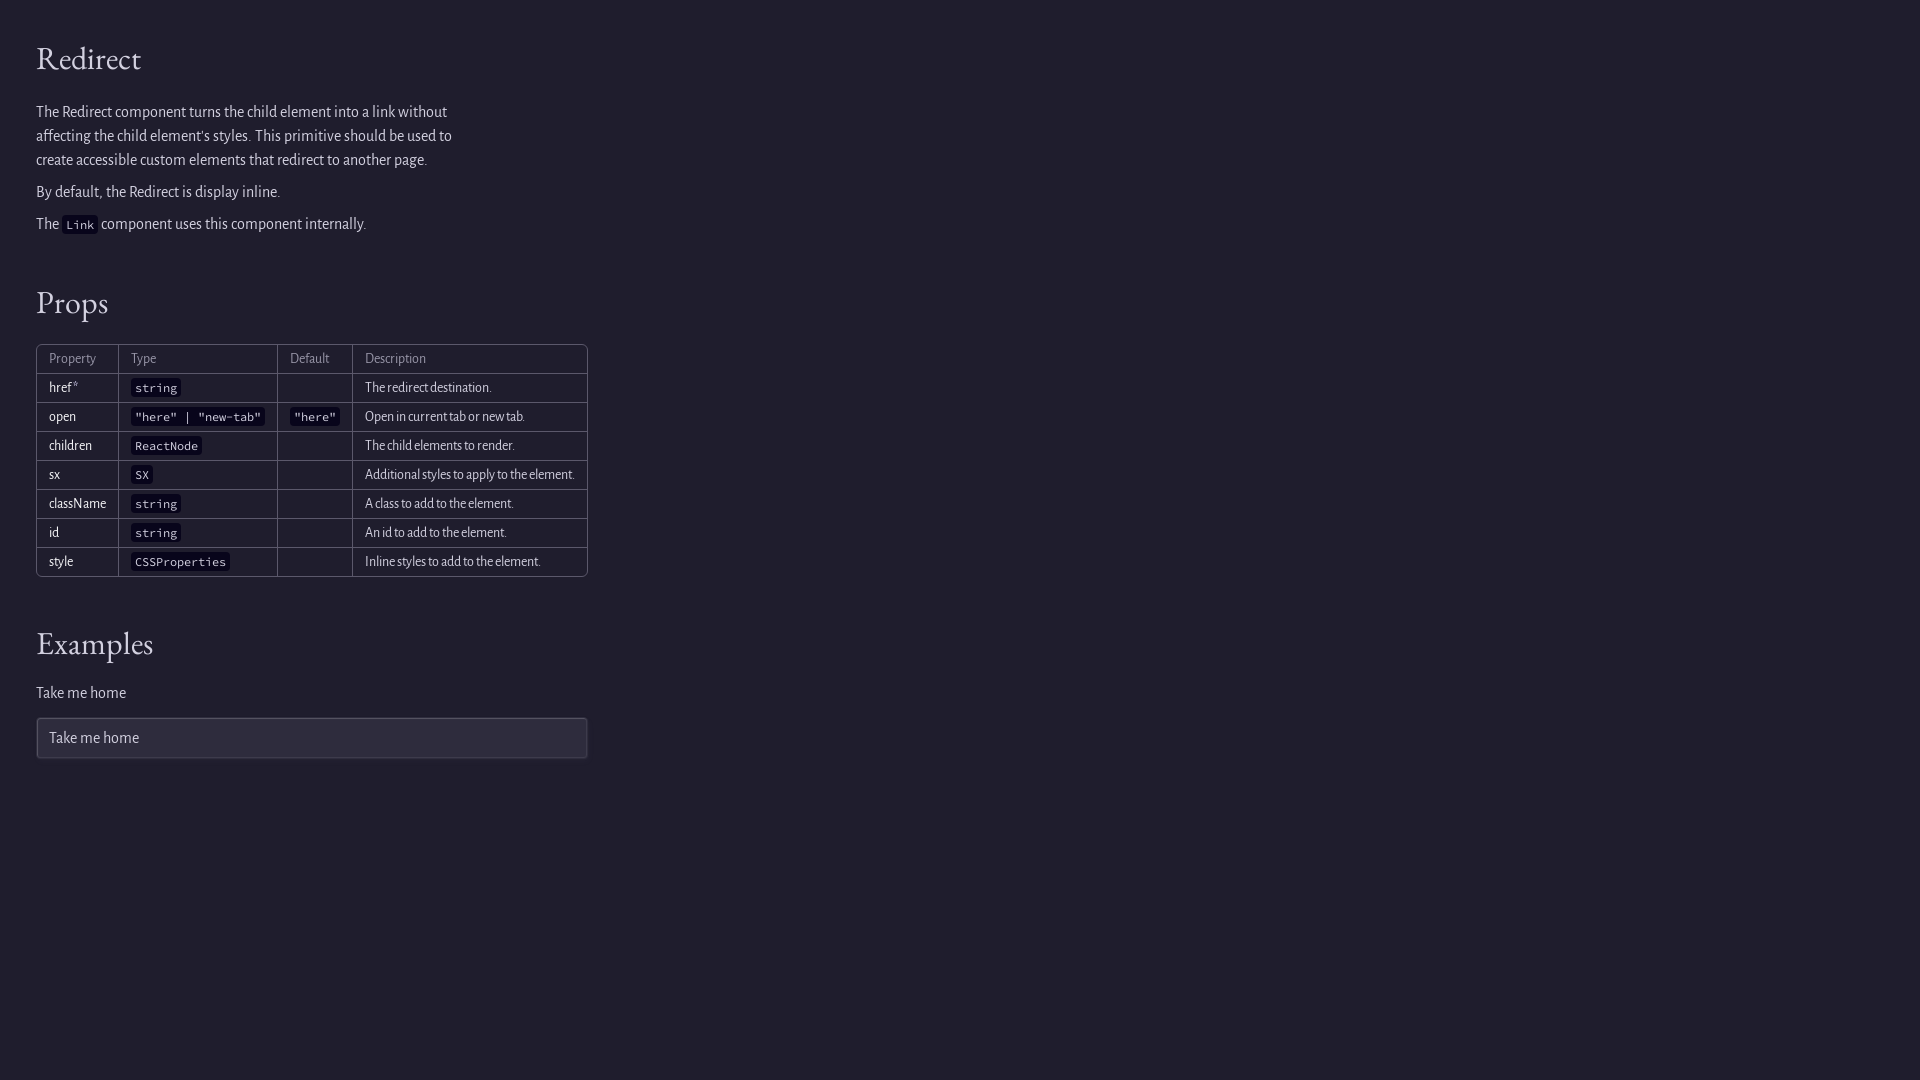 Redirect
The Redirect component turns the child element into a link without
affecting the child element's styles. This primitive should be used to
create accessible custom elements that redirect to another page.
By default, the Redirect is display inline.
The Link component uses this component internally.
Props
Property Type Default Description
href* string The redirect destination.
open "here" | "new-tab" "here" Open in current tab or new tab.
children ReactNode The child elements to render.
sx SX Additional styles to apply to the element.
className string A class to add to the element.
id string An id to add to the element.
style CSSProperties Inline styles to add to the element.
Examples
Take me home
Take me home